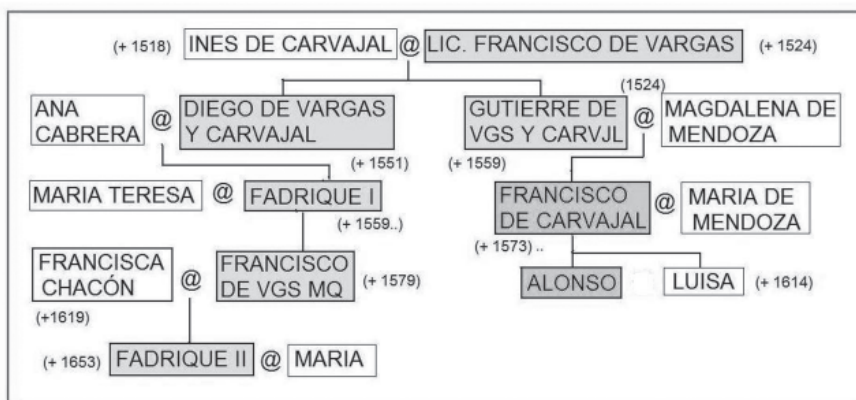 (+ 1518) INES DE CARVAJAL @ LIC. FRANCISCO DE VARGAS (+ 1524)
ANA
CABRERA
@
DIEGO DE VARGAS
Y CARVAJAL
(+ 1551)
(1524)
GUTIERRE DE
VGS Y CARVJL
@
MAGDALENA DE
MENDOZA
(+ 1559)
MARIA TERESA @ FADRIQUE I
(+ 1559..)
FRANCISCO
DE CARVAJAL
@
MARIA DE
MENDOZA
(+ 1573) ..
FRANCISCA
CHACÓN
@
FRANCISCO
DE VGS MQ
(+ 1579)
(+1619)
ALONSO LUISA (+ 1614)
(+ 1653) FADRIQUE II @ MARIA